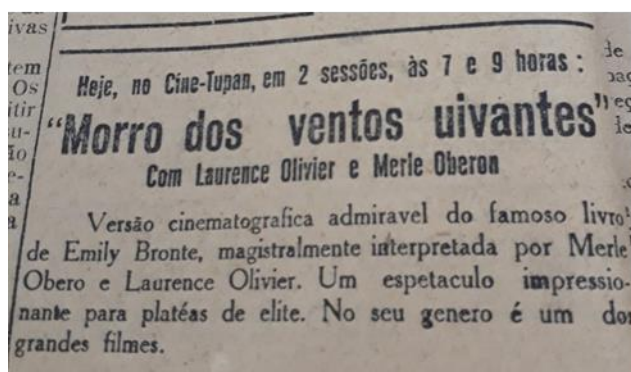 Heje, no Cine-Tupan, em 2 sessões, às 7 e 9 horas :
“Morro dos ventos uivantes”
Com Laurence Olivier e Merle Oberon
Versão cinematografica admiravel do famoso livro
de Emily Bronte, magistralmente interpretada por Merle
Obero e Laurence Olivier. Um espetaculo impressio-
nante para platéas de elite. No seu genero é um dos
grandes filmes.